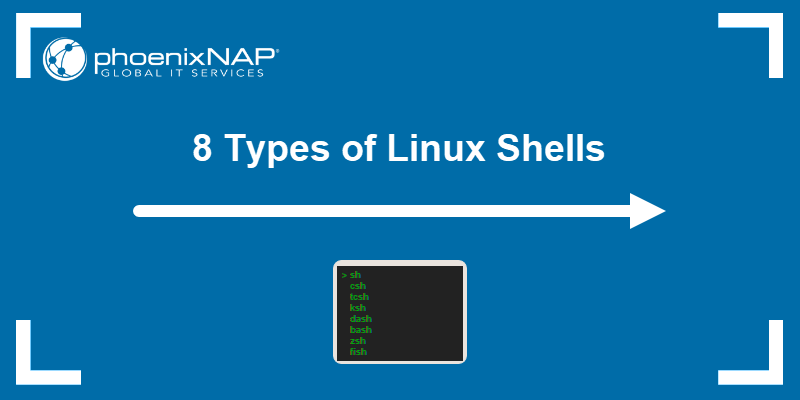 phoenixNAP®
GLOBAL IT SERVICES
8 Types of Linux Shells
> sh
csh
tcsh
ksh
dash
bash
zsh
fish